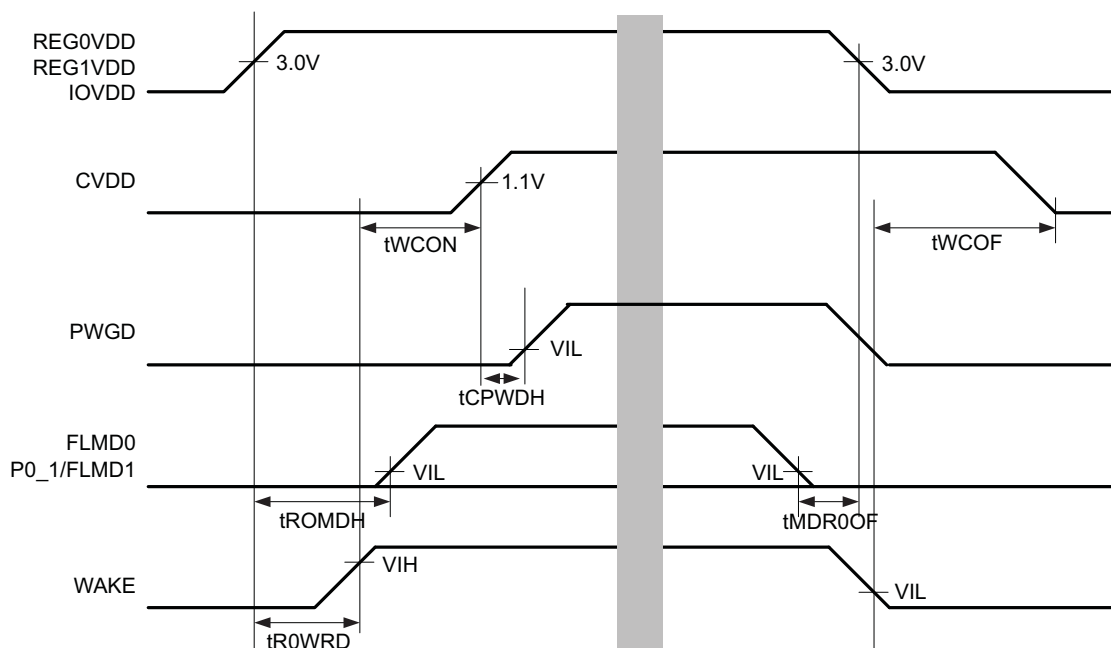 REG0VDD
REG1VDD
IOVDD
3.0V
3.0V
CVDD
1.1V
tWCON
tWCOF
PWGD
VIL
tCPWDH
FLMD0
P0_1/FLMD1
VIL
VIL
tROMDH
tMDR0OF
WAKE
VIH
VIL
tR0WRD